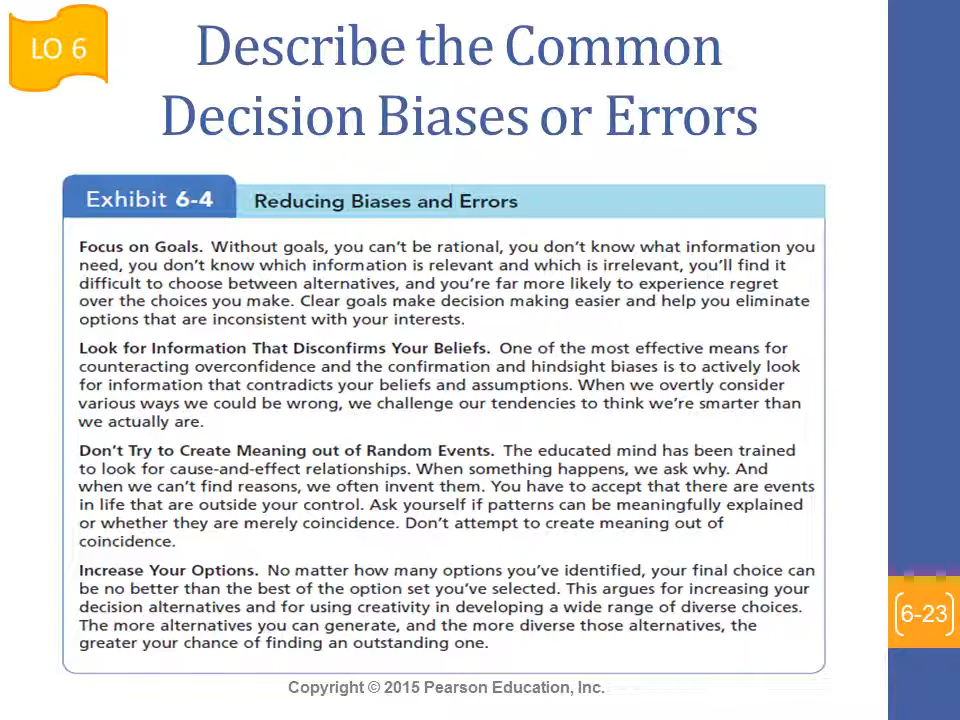 LO 6
Describe the Common
Decision Biases or Errors
Exhibit 6-4
Reducing Biases and Errors
Focus on Goals. Without goals, you can't be rational, you don't know what information you
need, you don't know which information is relevant and which is irrelevant, you'll find it
difficult to choose between alternatives, and you're far more likely to experience regret
over the choices you make. Clear goals make decision making easier and help you eliminate
options that are inconsistent with your interests.
Look for Information That Disconfirms Your Beliefs. One of the most effective means for
counteracting overconfidence and the confirmation and hindsight biases is to actively look
for information that contradicts your beliefs and assumptions. When we overtly consider
various ways we could be wrong, we challenge our tendencies to think we're smarter than
we actually are.
Don't Try to Create Meaning out of Random Events. The educated mind has been trained
to look for cause-and-effect relationships. When something happens, we ask why. And
when we can't find reasons, we often invent them. You have to accept that there are events
in life that are outside your control. Ask yourself if patterns can be meaningfully explained
or whether they are merely coincidence. Don't attempt to create meaning out of
coincidence.
Increase Your Options. No matter how many options you've identified, your final choice can
be no better than the best of the option set you've selected. This argues for increasing your
decision alternatives and for using creativity in developing a wide range of diverse choices.
The more alternatives you can generate, and the more diverse those alternatives, the
greater your chance of finding an outstanding one.
6-23
Copyright © 2015 Pearson Education, Inc.